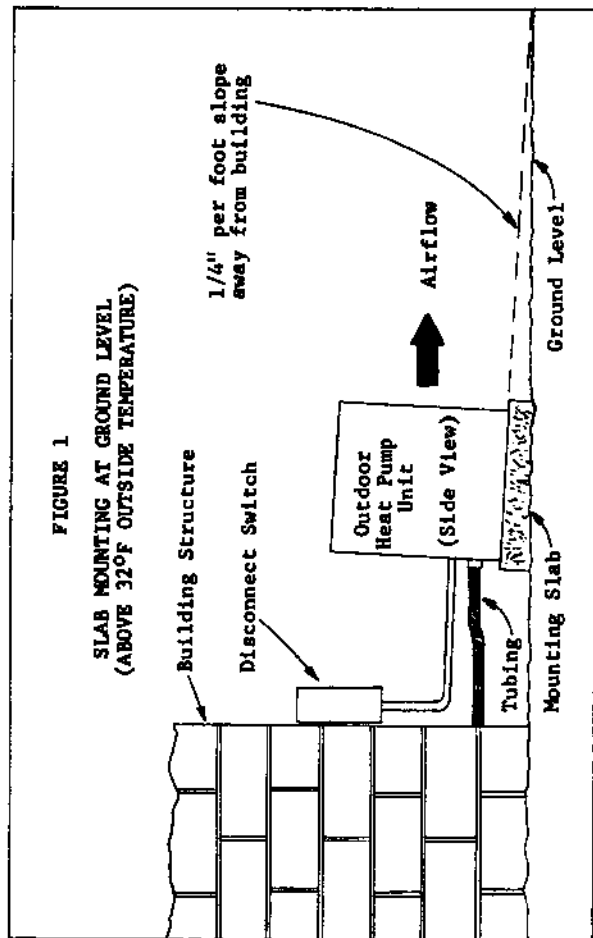 FIGURE 1
SLAB MOUNTING AT GROUND LEVEL
(ABOVE 32°F OUTSIDE TEMPERATURE)
Building Structure
Disconnect Switch
1/4" per foot slope
away from building
Outdoor
Heat Pump
Unit
(Side View)
Airflow
Tubing
Mounting Slab
Ground Level